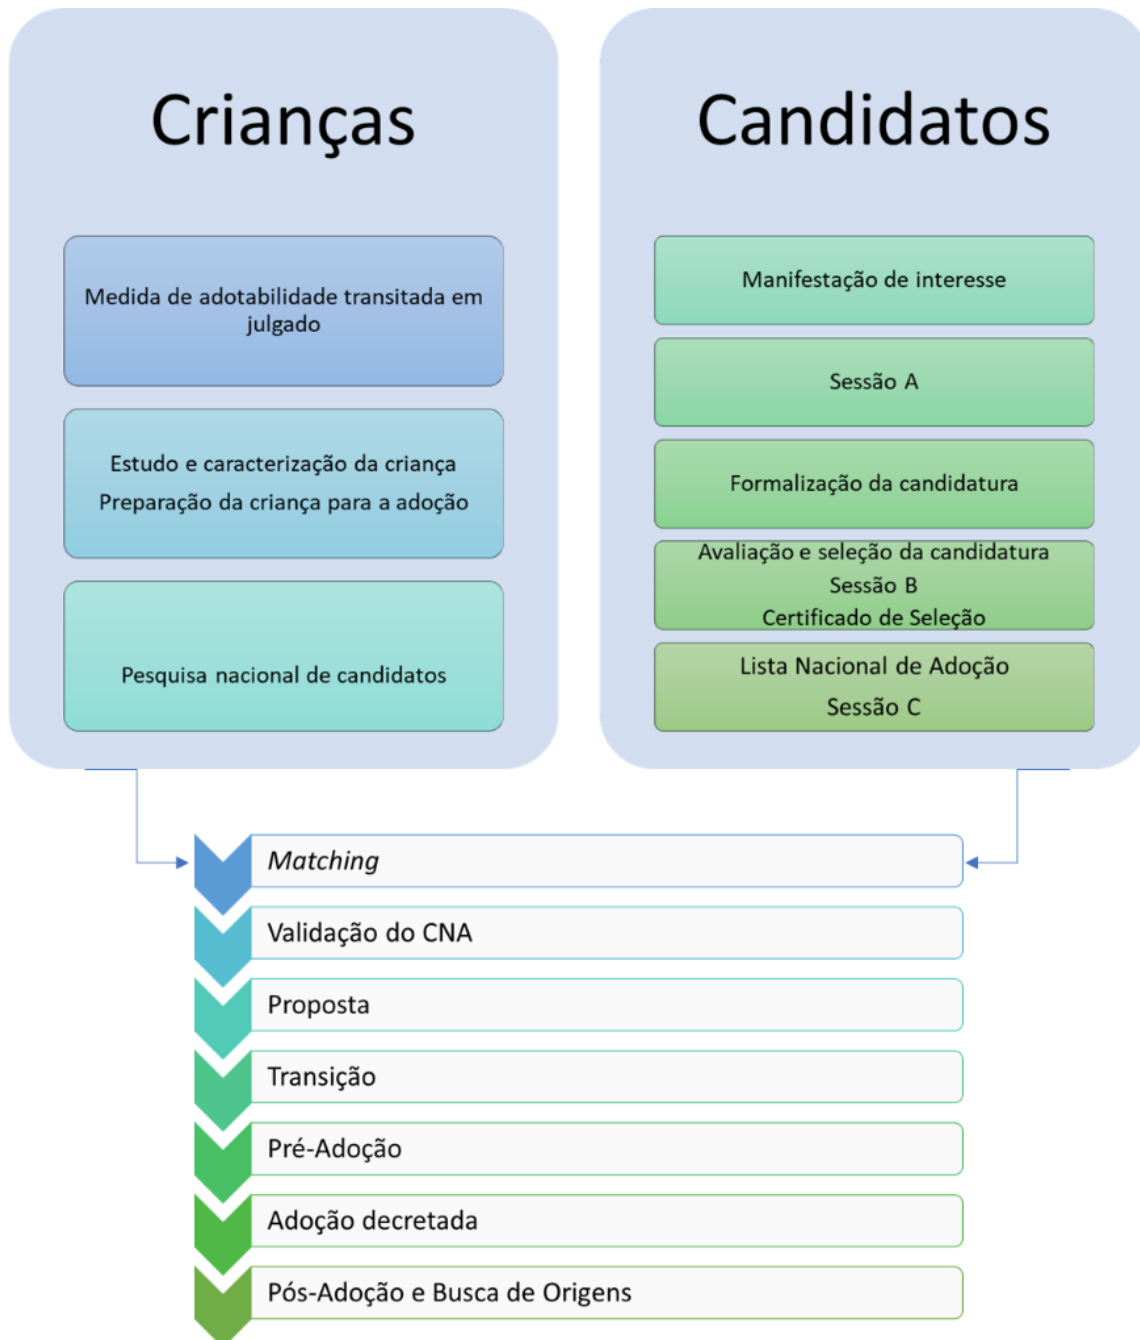 Crianças
Medida de adotabilidade transitada em
julgado
Estudo e caracterização da criança
Preparação da criança para a adoção
Pesquisa nacional de candidatos
Candidatos
Manifestação de interesse
Sessão A
Formalização da candidatura
Avaliação e seleção da candidatura
Sessão B
Certificado de Seleção
Lista Nacional de Adoção
Sessão C
Matching
Validação do CNA
Proposta
Transição
Pré-Adoção
Adoção decretada
Pós-Adoção e Busca de Origens